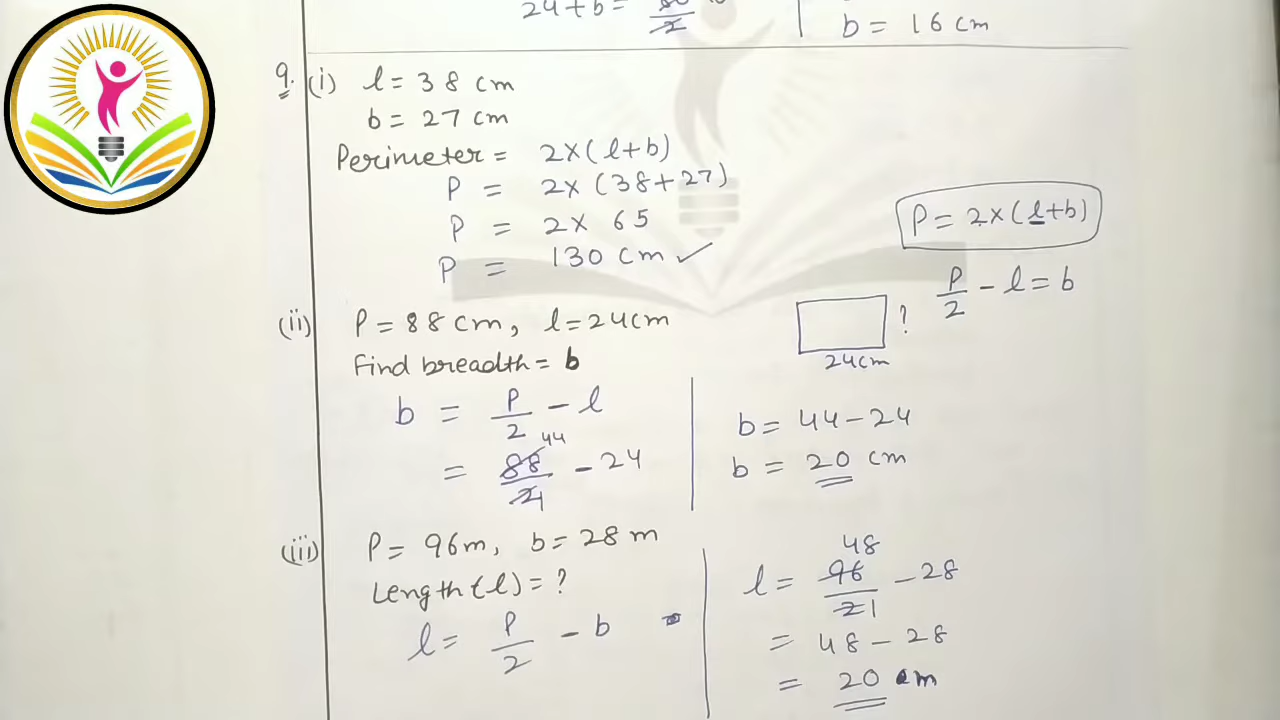 24+b=
2
b = 16 cm
9. (i) l = 38 cm
b = 27 cm
Perimeter = 2×(l+b)
P = 2× (38+27)
P = 2× 65
P = 130 cm ✓
P = 2×(l+b)
P/2 - l = b
(ii) P = 88 cm, l = 24cm
?
24cm
Find breadth = b
b = P/2 - l
44
= 88/21 - 24
b = 44-24
b = 20 cm
(iii) P = 96m, b = 28 m
Length(l) = ?
l = P/2 - b
48
l = 96/21 - 28
= 48 - 28
= 20 m